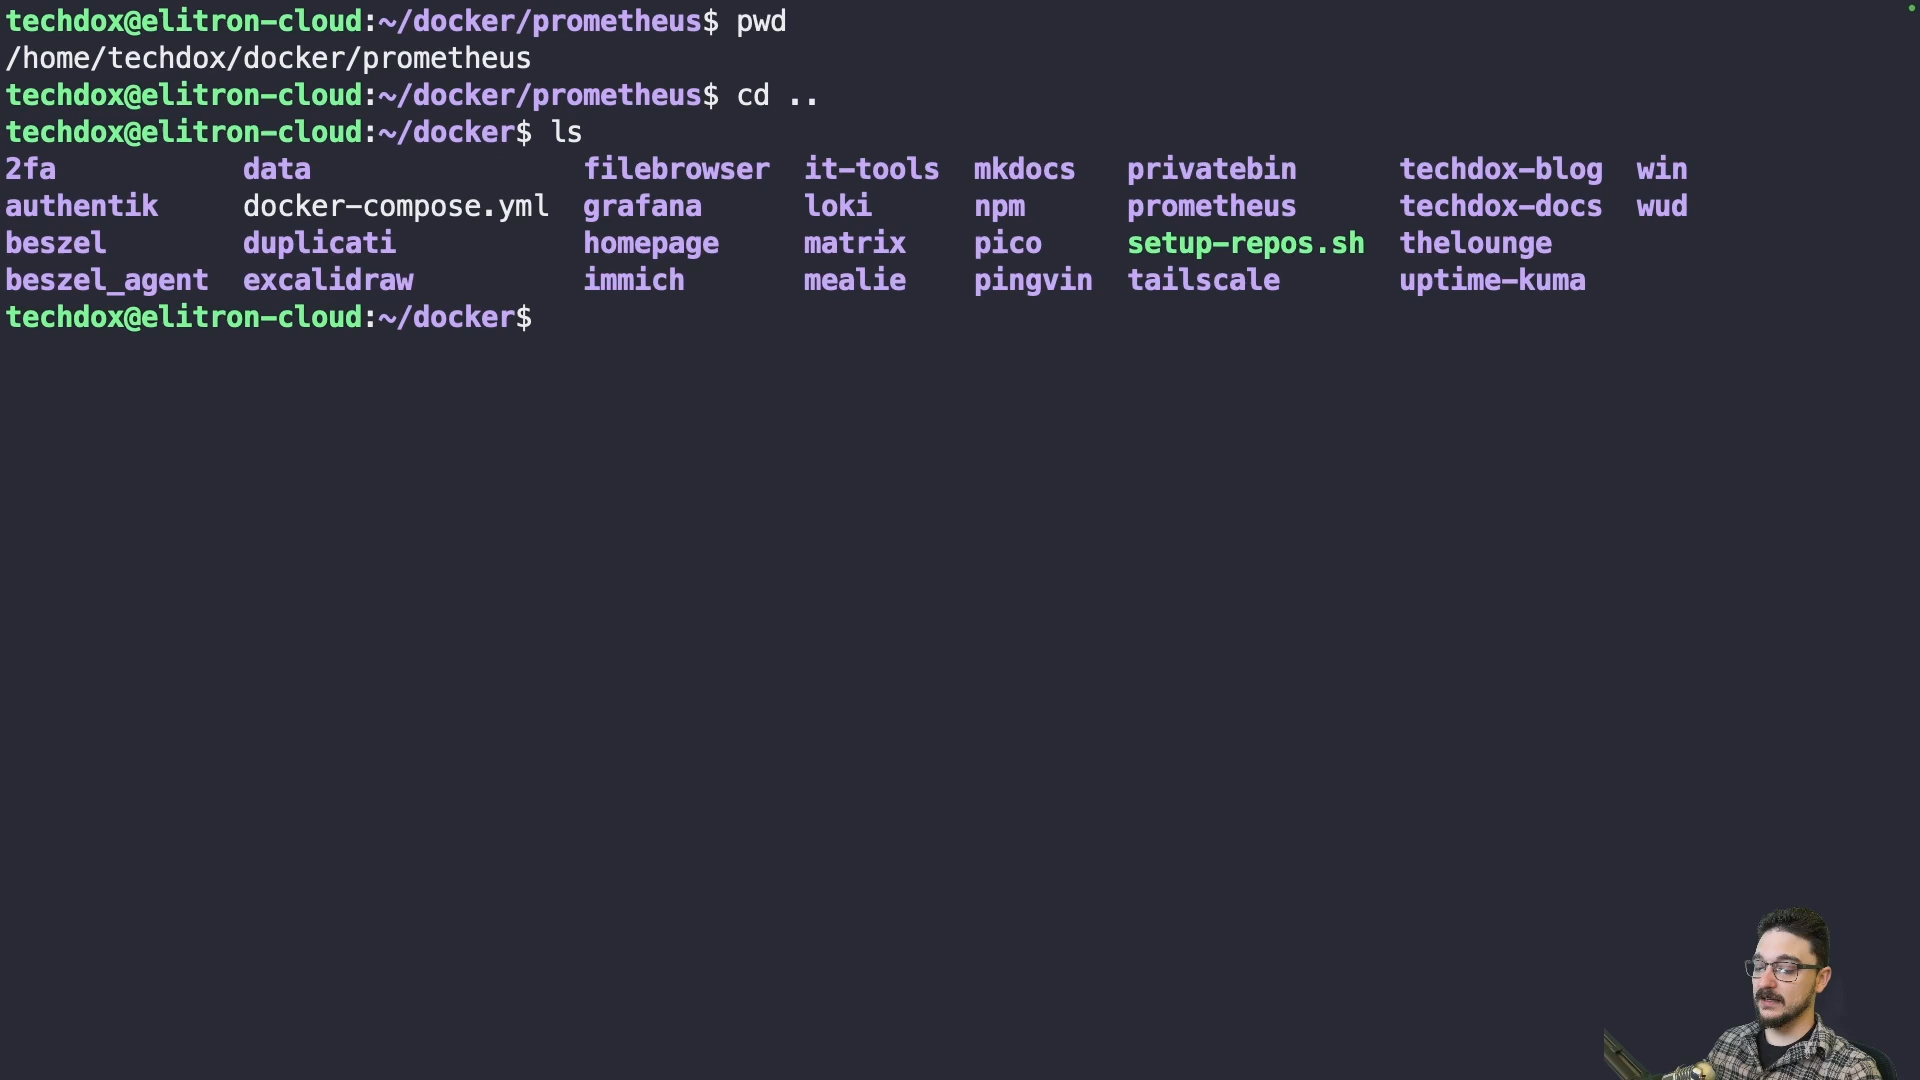 techdox@elitron-cloud:~/docker/prometheus$ pwd
/home/techdox/docker/prometheus
techdox@elitron-cloud:~/docker/prometheus$ cd ..
techdox@elitron-cloud:~/docker$ ls
2fa data filebrowser it-tools mkdocs privatebin techdox-blog win
authentik docker-compose.yml grafana loki npm prometheus techdox-docs wud
beszel duplicati homepage matrix pico setup-repos.sh thelounge
beszel_agent excalidraw immich mealie pingvin tailscale uptime-kuma
techdox@elitron-cloud:~/docker$